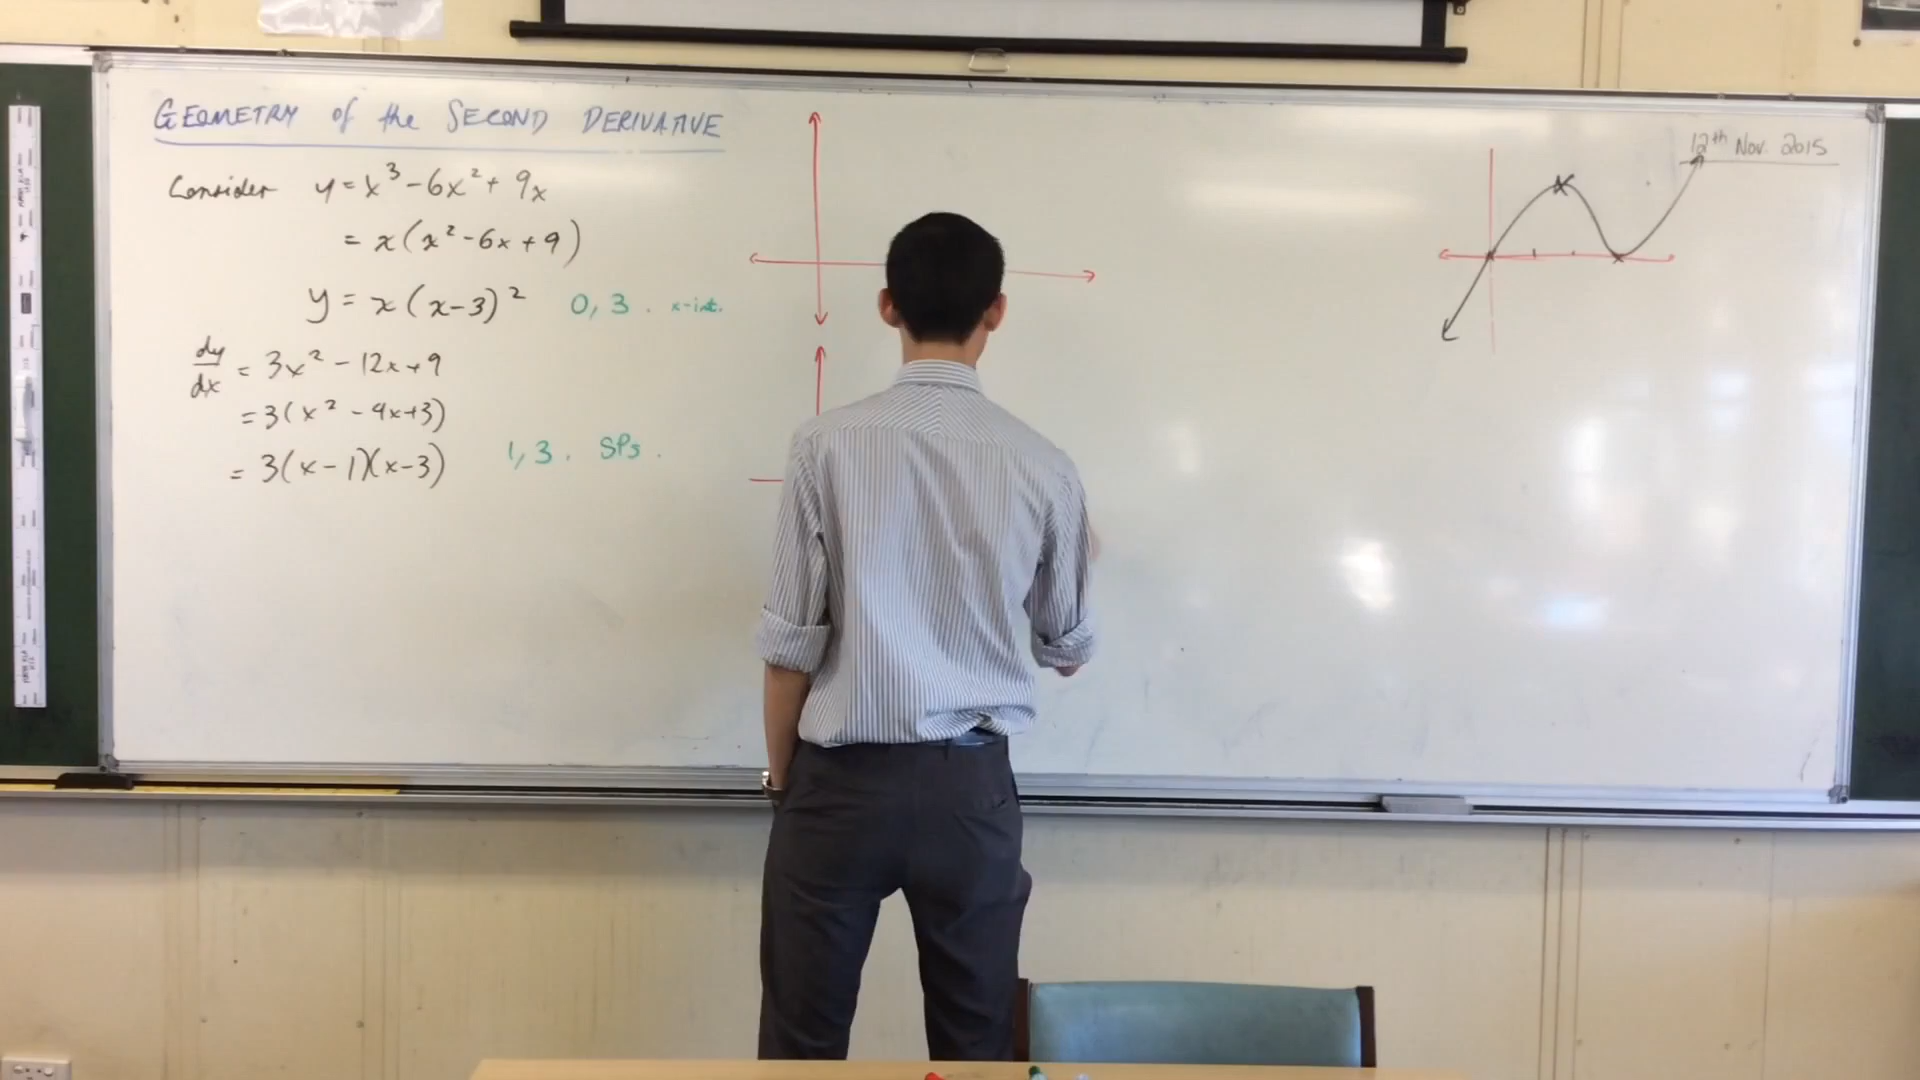 GEOMETRY of the SECOND DERIVATIVE
12th Nov. 2015
Consider y = x³ - 6x² + 9x
= x(x² - 6x + 9)
y = x(x-3)² 0, 3. x-int.
dy/dx = 3x² - 12x + 9
= 3(x² - 4x + 3)
= 3(x - 1)(x - 3) 1, 3. SPs.